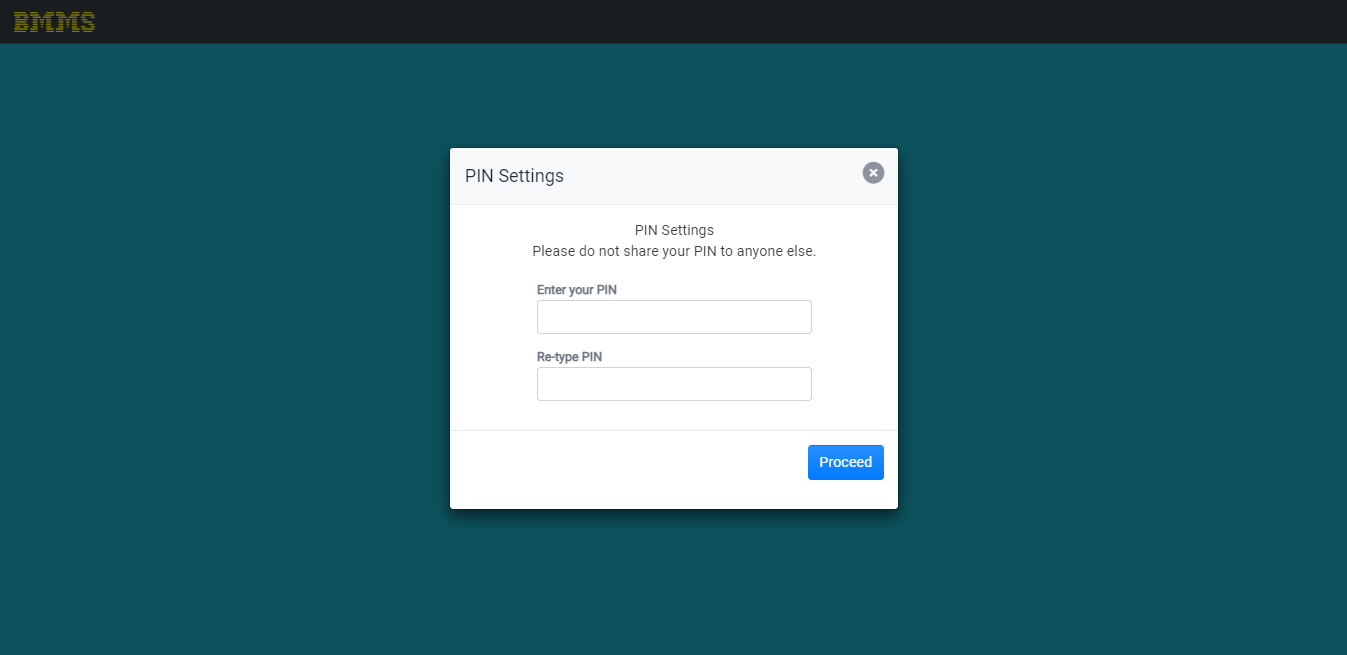 BMMS
PIN Settings
PIN Settings
Please do not share your PIN to anyone else.
Enter your PIN
Re-type PIN
Proceed